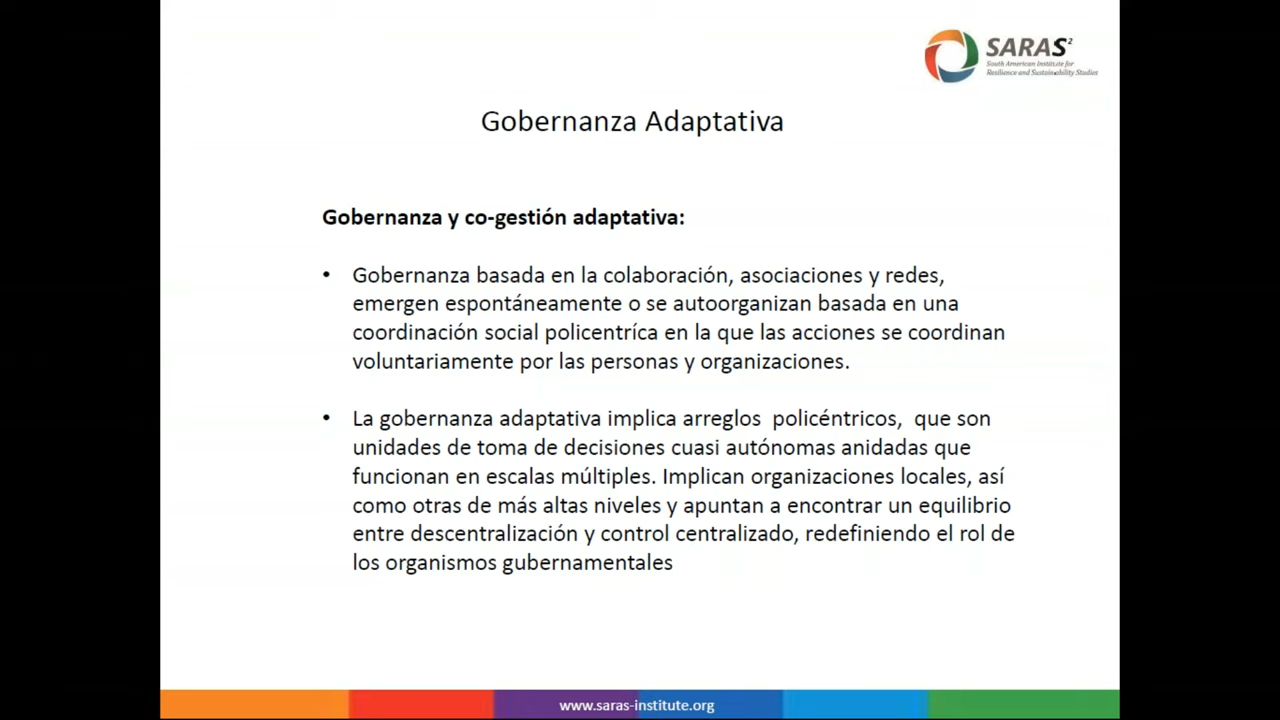 SARAS²
South American Institute for
Resilience and Sustainability Studies
Gobernanza Adaptativa
Gobernanza y co-gestión adaptativa:
• Gobernanza basada en la colaboración, asociaciones y redes,
emergen espontáneamente o se autoorganizan basada en una
coordinación social policentríca en la que las acciones se coordinan
voluntariamente por las personas y organizaciones.
• La gobernanza adaptativa implica arreglos policéntricos, que son
unidades de toma de decisiones cuasi autónomas anidadas que
funcionan en escalas múltiples. Implican organizaciones locales, así
como otras de más altas niveles y apuntan a encontrar un equilibrio
entre descentralización y control centralizado, redefiniendo el rol de
los organismos gubernamentales
www.saras-institute.org